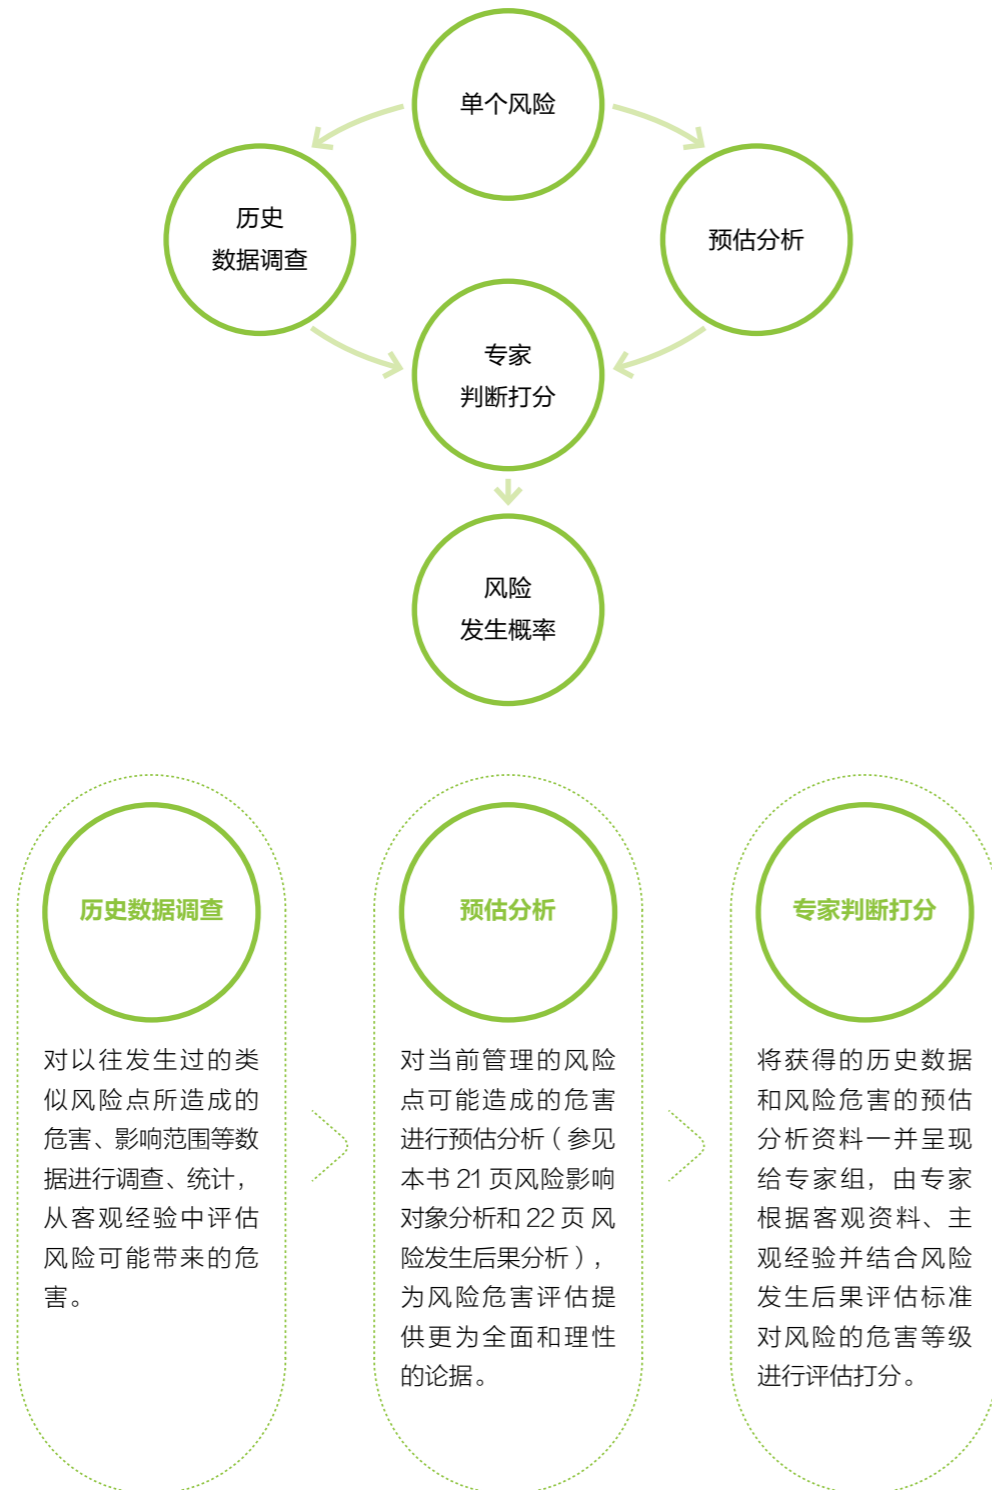 单个风险
历史
数据调查
预估分析
专家
判断打分
风险
发生概率
历史数据调查
对以往发生过的类
似风险点所造成的
危害、影响范围等数
据进行调查、统计，
从客观经验中评估
风险可能带来的危
害。
预估分析
对当前管理的风险
点可能造成的危害
进行预估分析（参见
本书 21 页风险影响
对象分析和 22 页 风
险发生后果分析），
为风险危害评估提
供更为全面和理性
的论据。
专家判断打分
将获得的历史数据
和风险危害的预估
分析资料一并呈现
给专家组，由专家
根据客观资料、主
观经验并结合风险
发生后果评估标准
对风险的危害等级
进行评估打分。